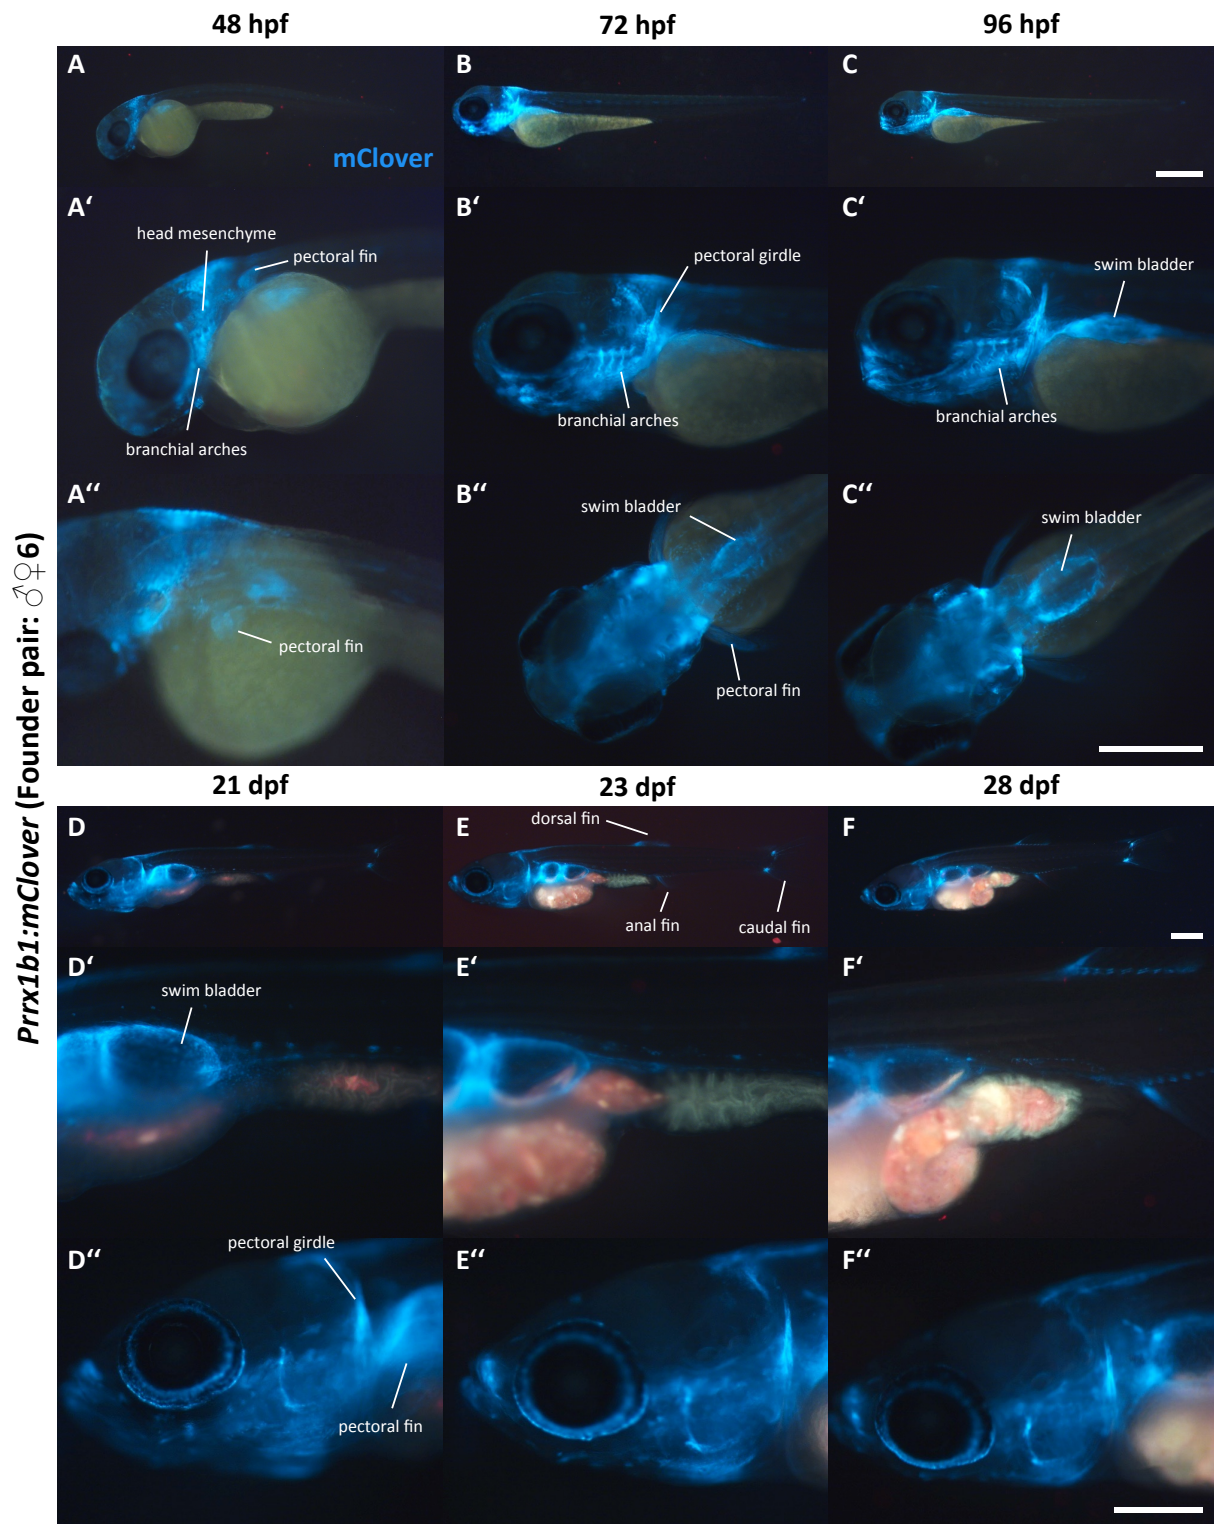 48 hpf
72 hpf
96 hpf
Prrx1b1:mClover (Founder pair: ♂♀6)
A
B
C
mClover
A‘
B‘
C‘
head mesenchyme
pectoral fin
branchial arches
pectoral girdle
branchial arches
swim bladder
branchial arches
A“
B“
C“
pectoral fin
swim bladder
pectoral fin
swim bladder
21 dpf
23 dpf
28 dpf
D
E
F
dorsal fin
anal fin
caudal fin
D‘
E‘
F‘
swim bladder
D“
E“
F“
pectoral girdle
pectoral fin